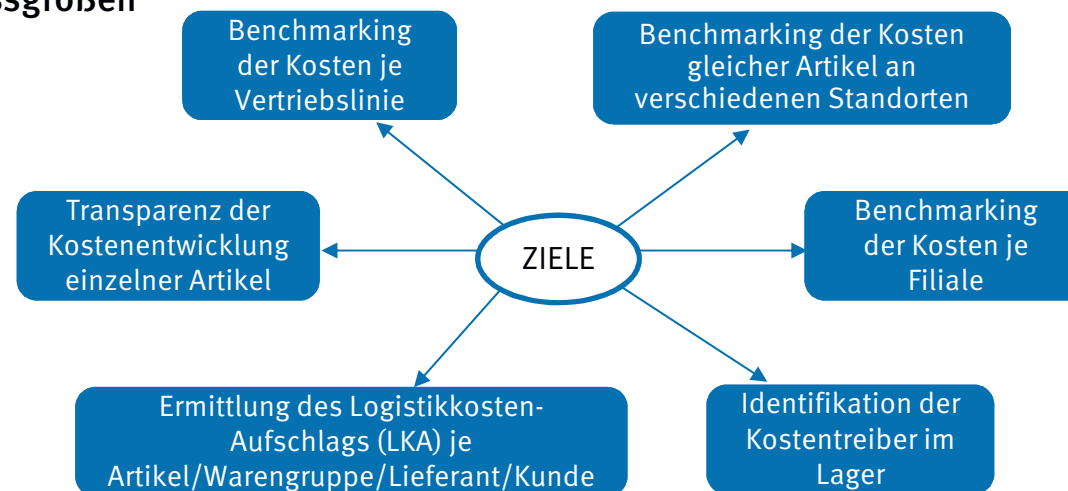 ssgrößen
Benchmarking
der Kosten je
Vertriebslinie
Benchmarking der Kosten
gleicher Artikel an
verschiedenen Standorten
Transparenz der
Kostenentwicklung
einzelner Artikel
ZIELE
Benchmarking
der Kosten je
Filiale
Ermittlung des Logistikkosten-
Aufschlags (LKA) je
Artikel/Warengruppe/Lieferant/Kunde
Identifikation der
Kostentreiber im
Lager